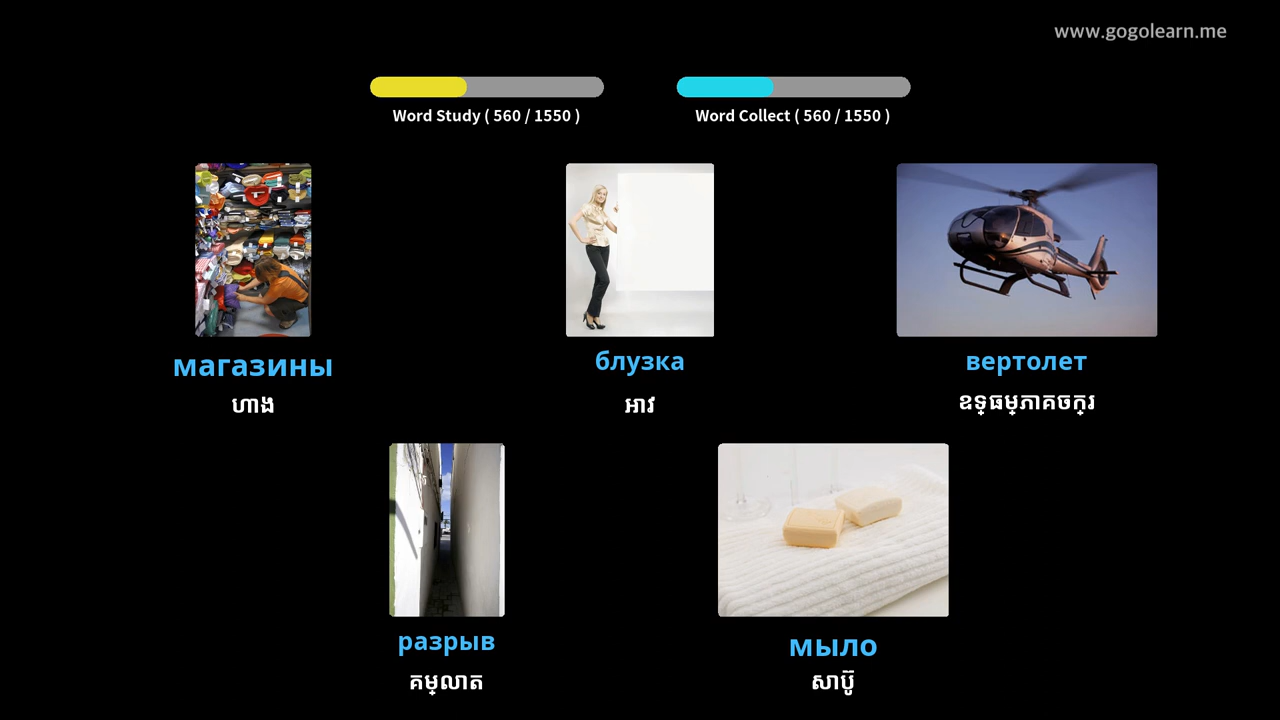 www.gogolearn.me
Word Study ( 560 / 1550 )
Word Collect ( 560 / 1550 )
магазины
ហាង
блузка
អាវ
вертолет
ឧទ្ធម្ភាគចក្រ
разрыв
គម្លាត
мыло
សាប៊ូ